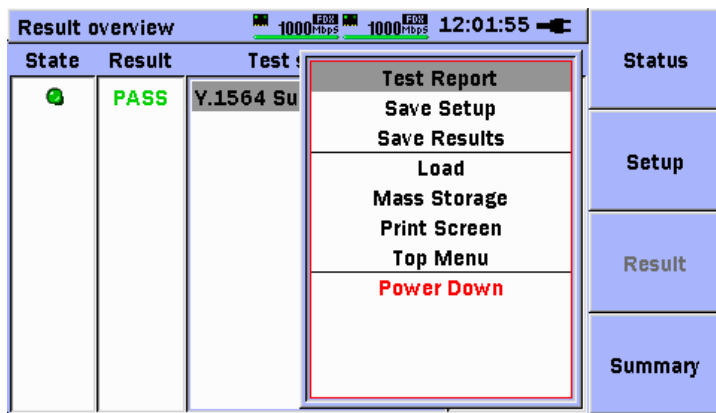 Result overview 1000 FDX Mbps 1000 FDX Mbps 12:01:55
State Result Test
PASS Y.1564 Su
Test Report
Save Setup
Save Results
Load
Mass Storage
Print Screen
Top Menu
Power Down
Status
Setup
Result
Summary